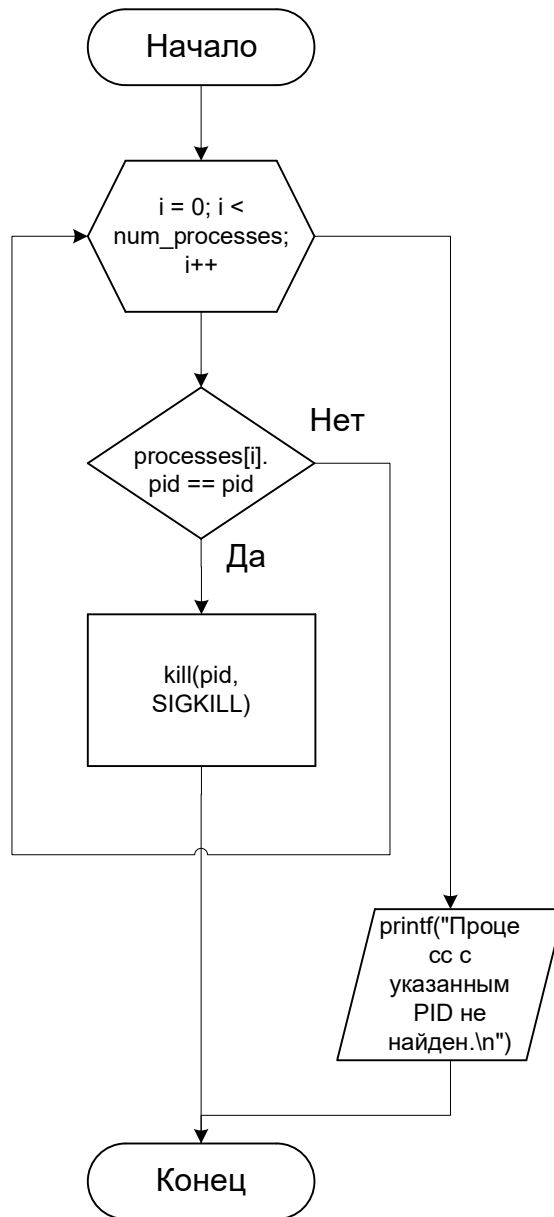 Начало
i = 0; i <
num_processes;
i++
Нет
processes[i].
pid == pid
Да
kill(pid,
SIGKILL)
printf("Проце
сс с
указанным
PID не
найден.\n")
Конец